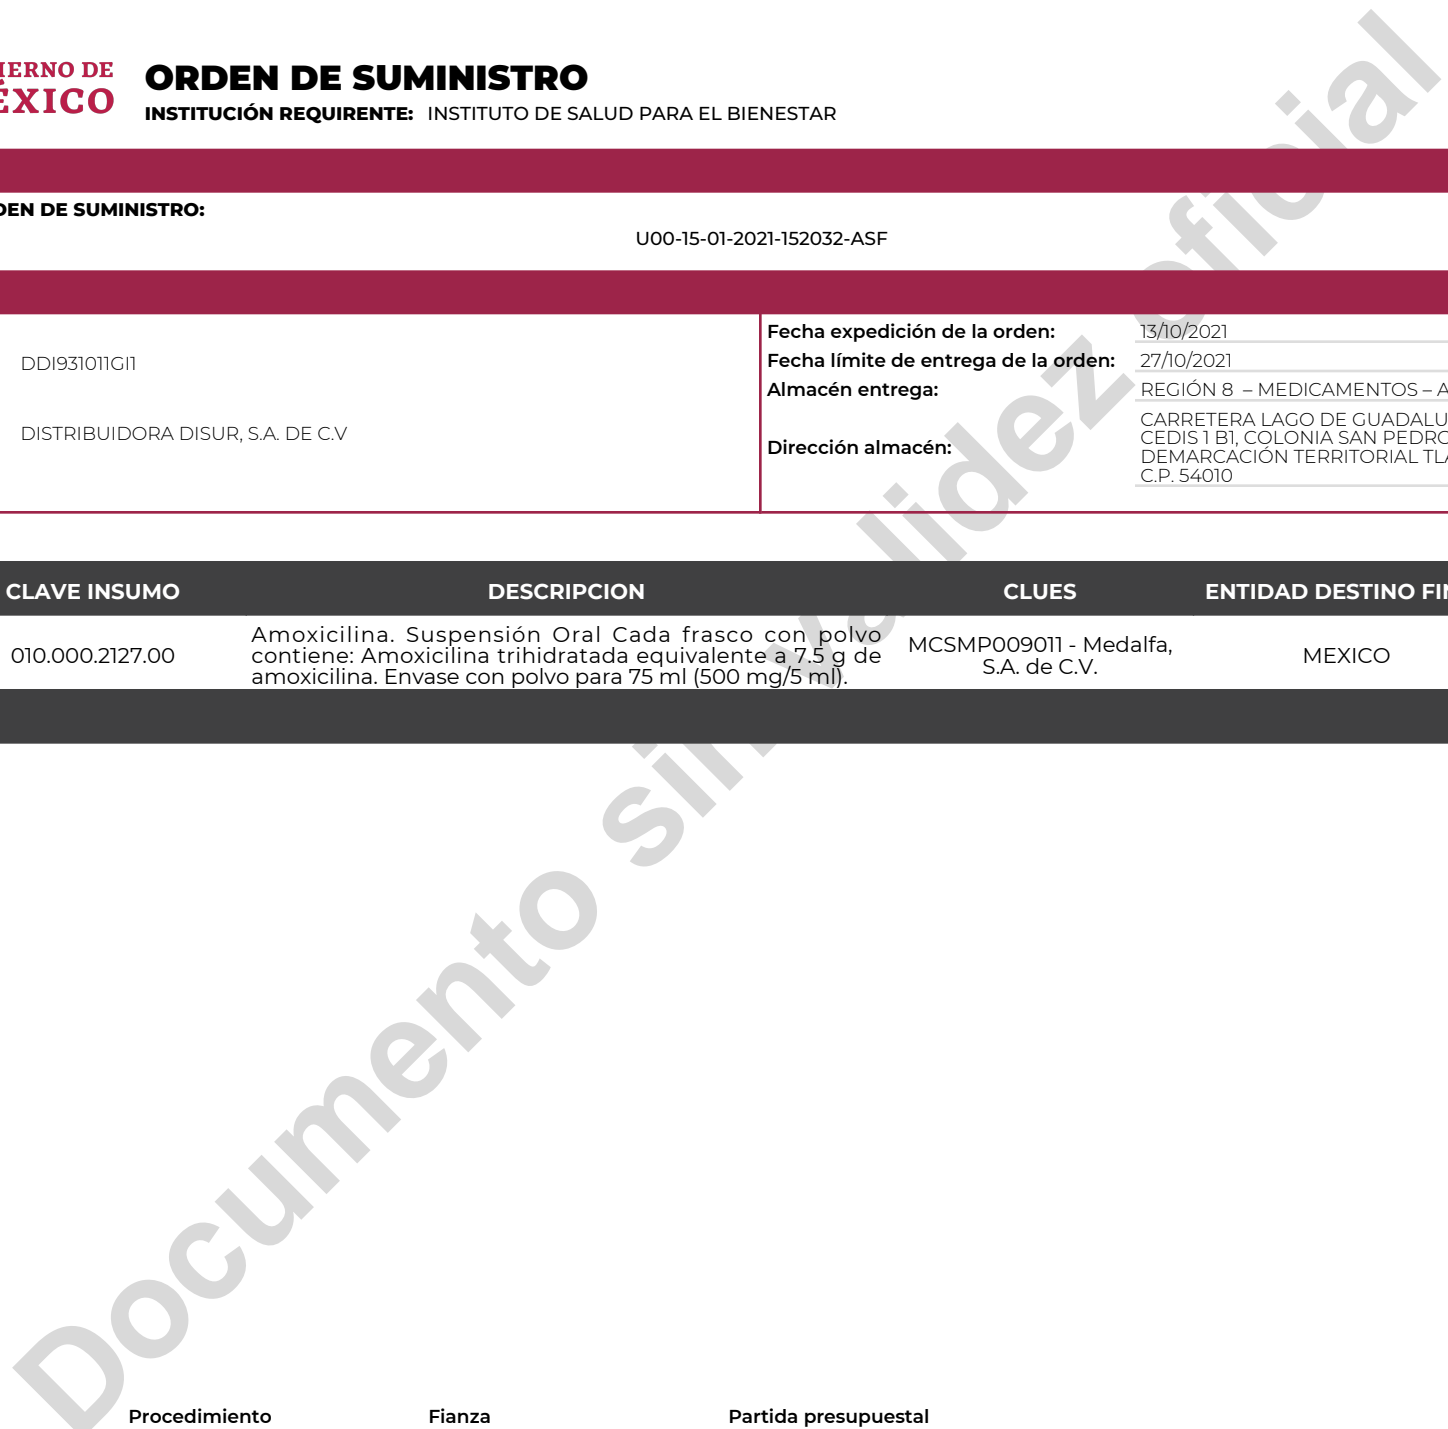 IERNO DE
ÉXICO
ORDEN DE SUMINISTRO
INSTITUCIÓN REQUIRENTE: INSTITUTO DE SALUD PARA EL BIENESTAR
DEN DE SUMINISTRO:
U00-15-01-2021-152032-ASF
DDI931011GI1
DISTRIBUIDORA DISUR, S.A. DE C.V
Fecha expedición de la orden: 13/10/2021
Fecha límite de entrega de la orden: 27/10/2021
Almacén entrega: REGIÓN 8 – MEDICAMENTOS – A
Dirección almacén:
CARRETERA LAGO DE GUADALU
CEDIS 1 B1, COLONIA SAN PEDRO
DEMARCACIÓN TERRITORIAL TLA
C.P. 54010
CLAVE INSUMO DESCRIPCION CLUES ENTIDAD DESTINO FIN
010.000.2127.00
Amoxicilina. Suspensión Oral Cada frasco con polvo
contiene: Amoxicilina trihidratada equivalente a 7.5 g de
amoxicilina. Envase con polvo para 75 ml (500 mg/5 ml).
MCSMP009011 - Medalfa,
S.A. de C.V.
MEXICO
Documento sin validez oficial
Procedimiento Fianza Partida presupuestal